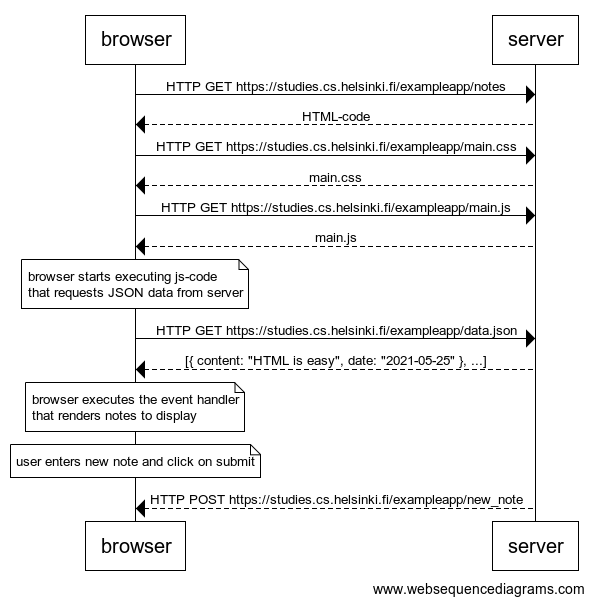 browser server
HTTP GET https://studies.cs.helsinki.fi/exampleapp/notes
HTML-code
HTTP GET https://studies.cs.helsinki.fi/exampleapp/main.css
main.css
HTTP GET https://studies.cs.helsinki.fi/exampleapp/main.js
main.js
browser starts executing js-code
that requests JSON data from server
HTTP GET https://studies.cs.helsinki.fi/exampleapp/data.json
[{ content: "HTML is easy", date: "2021-05-25" }, ...]
browser executes the event handler
that renders notes to display
user enters new note and click on submit
HTTP POST https://studies.cs.helsinki.fi/exampleapp/new_note
browser server
www.websequencediagrams.com